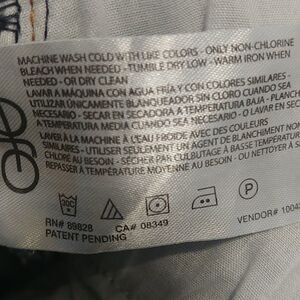 MACHINE WASH COLD WITH LIKE COLORS - ONLY NON-CHLORINE
BLEACH WHEN NEEDED - TUMBLE DRY LOW - WARM IRON WHEN
NEEDED - OR DRY CLEAN
LAVAR A MÁQUINA CON AGUA FRÍA Y CON COLORES SIMILARES -
UTILIZAR ÚNICAMENTE BLANQUEADOR SIN CLORO CUANDO SEA
NECESARIO - SECAR EN SECADORA A TEMPERATURA BAJA - PLANCH
A TEMPERATURA MEDIA CUANDO SEA NECESARIO - O LAVAR EN SEC
LAVER À LA MACHINE À L'EAU FROIDE AVEC DES COULEURS
SIMILAIRES - UTILISER SEULEMENT UN AGENT DE BLANCHIMENT NON
CHLORÉ AU BESOIN - SÉCHER PAR CULBUTAGE À BASSE TEMPÉRATURE
REPASSER À TEMPÉRATURE MOYENNE AU BESOIN - OU NETTOYER À S
30C
P
RN# 89828 CA# 08349 VENDOR# 1004
PATENT PENDING